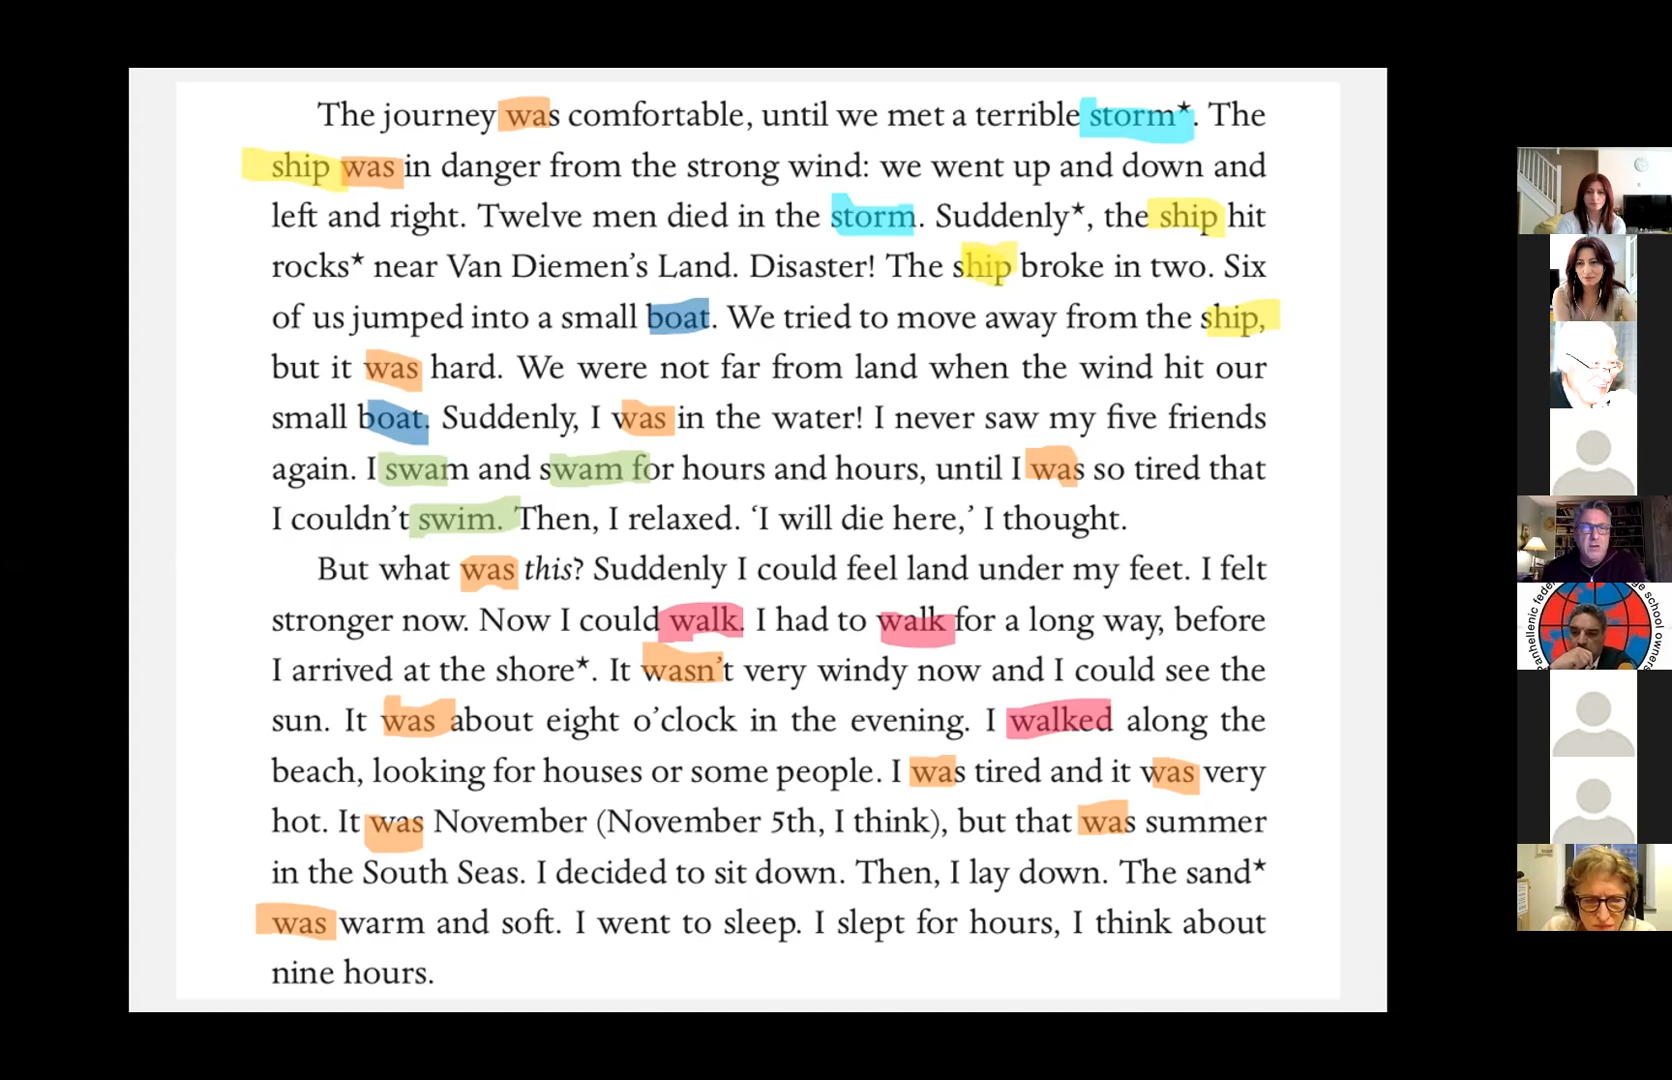 The journey was comfortable, until we met a terrible storm*. The
ship was in danger from the strong wind: we went up and down and
left and right. Twelve men died in the storm. Suddenly*, the ship hit
rocks* near Van Diemen’s Land. Disaster! The ship broke in two. Six
of us jumped into a small boat. We tried to move away from the ship,
but it was hard. We were not far from land when the wind hit our
small boat. Suddenly, I was in the water! I never saw my five friends
again. I swam and swam for hours and hours, until I was so tired that
I couldn’t swim. Then, I relaxed. ‘I will die here,’ I thought.
But what was this? Suddenly I could feel land under my feet. I felt
stronger now. Now I could walk. I had to walk for a long way, before
I arrived at the shore*. It wasn’t very windy now and I could see the
sun. It was about eight o’clock in the evening. I walked along the
beach, looking for houses or some people. I was tired and it was very
hot. It was November (November 5th, I think), but that was summer
in the South Seas. I decided to sit down. Then, I lay down. The sand*
was warm and soft. I went to sleep. I slept for hours, I think about
nine hours.
panhellenic
school owners